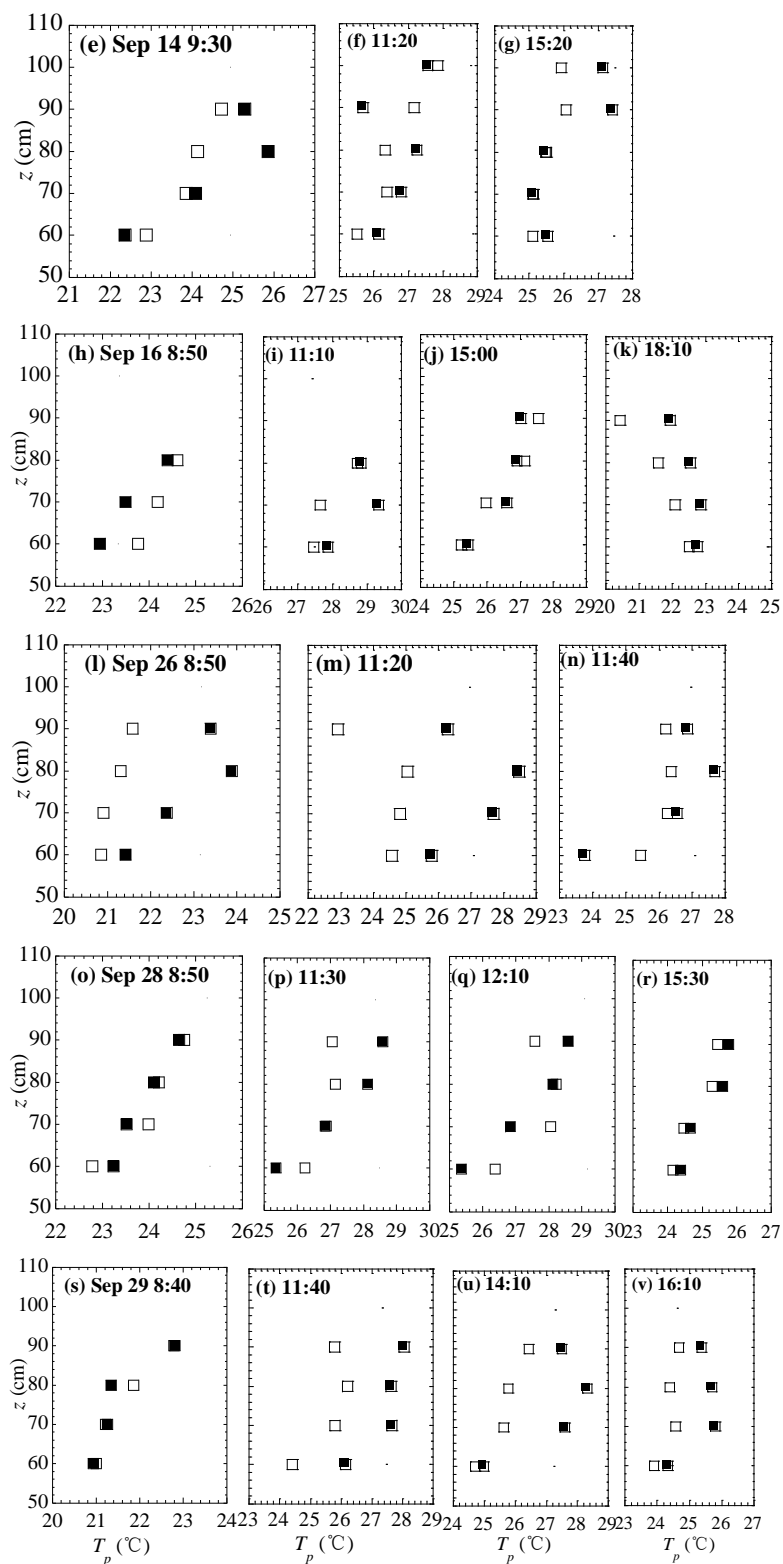 110
100
90
80
70
60
50
z (cm)
(e) Sep 14 9:30
21 22 23 24 25 26 27
(f) 11:20
25 26 27 28 29
(g) 15:20
24 25 26 27 28
110
100
90
80
70
60
50
z (cm)
(h) Sep 16 8:50
22 23 24 25 26
(i) 11:10
26 27 28 29 30
(j) 15:00
24 25 26 27 28 29
(k) 18:10
20 21 22 23 24 25
110
100
90
80
70
60
50
z (cm)
(l) Sep 26 8:50
20 21 22 23 24 25
(m) 11:20
22 23 24 25 26 27 28 29
(n) 11:40
23 24 25 26 27 28
110
100
90
80
70
60
50
z (cm)
(o) Sep 28 8:50
22 23 24 25 26
(p) 11:30
25 26 27 28 29 30
(q) 12:10
25 26 27 28 29 30
(r) 15:30
23 24 25 26 27
110
100
90
80
70
60
50
z (cm)
(s) Sep 29 8:40
20 21 22 23 24
Tp (℃)
(t) 11:40
23 24 25 26 27 28 29
Tp (℃)
(u) 14:10
24 25 26 27 28 29
Tp (℃)
(v) 16:10
23 24 25 26 27
Tp (℃)